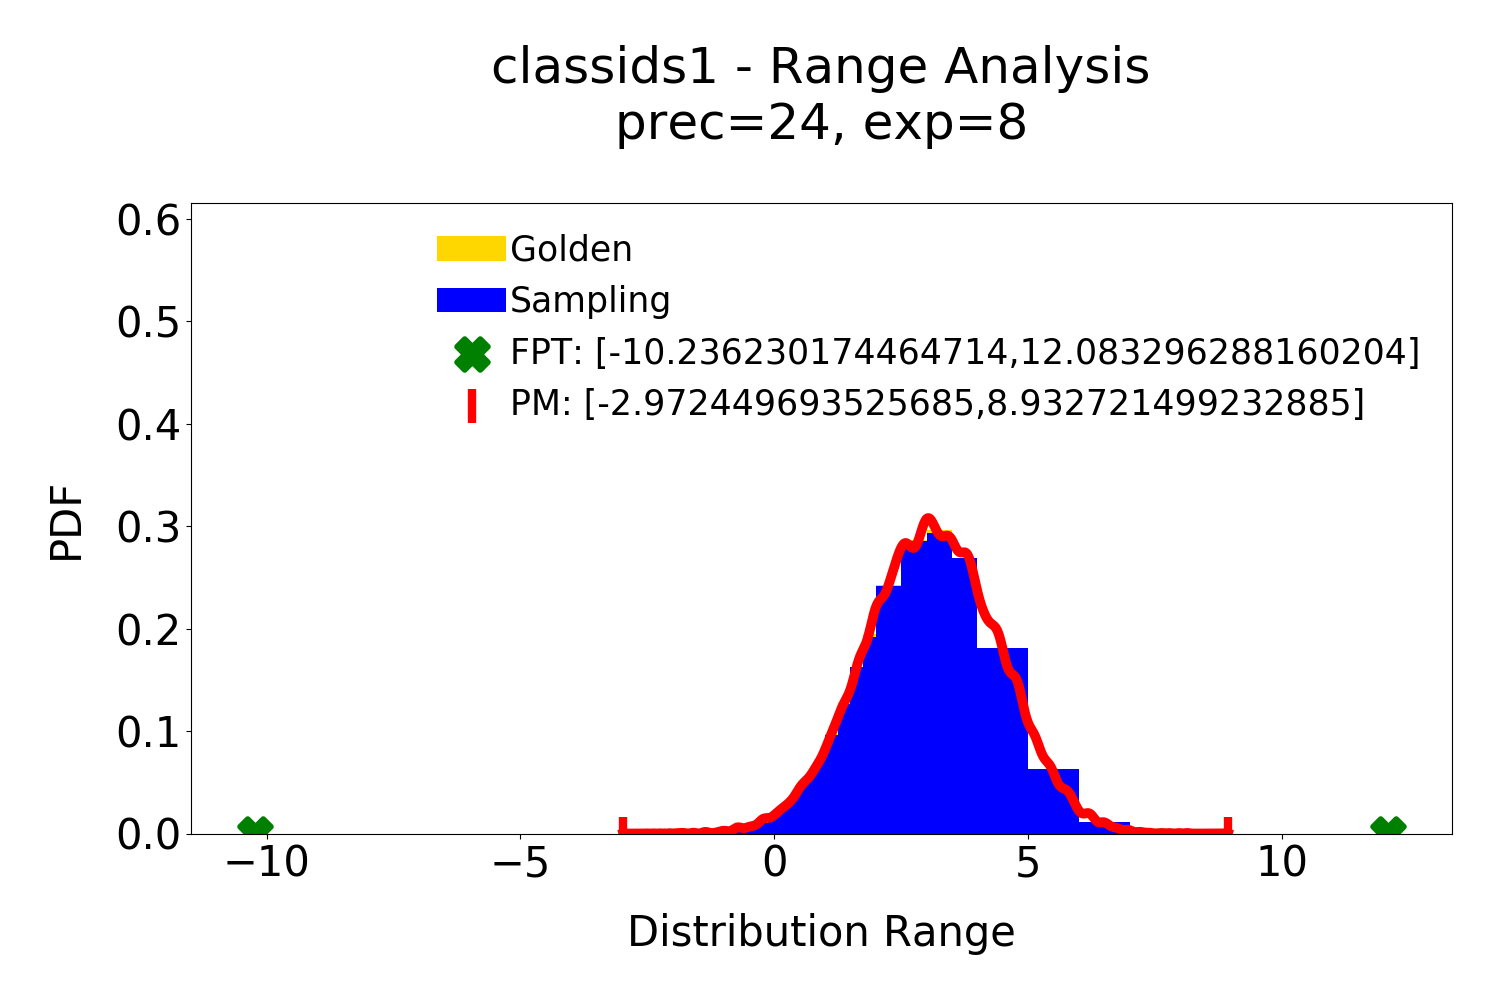 classids1 - Range Analysis
prec=24, exp=8
Golden
Sampling
FPT: [-10.236230174464714,12.083296288160204]
PM: [-2.972449693525685,8.932721499232885]
PDF
0.6
0.5
0.4
0.3
0.2
0.1
0.0
−10
−5
0
5
10
Distribution Range